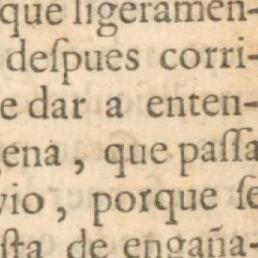 que ligeramen-
deſpues corri-
e dar a enten-
gena, que paſſa
vio, porque ſe
ſta de engaña-